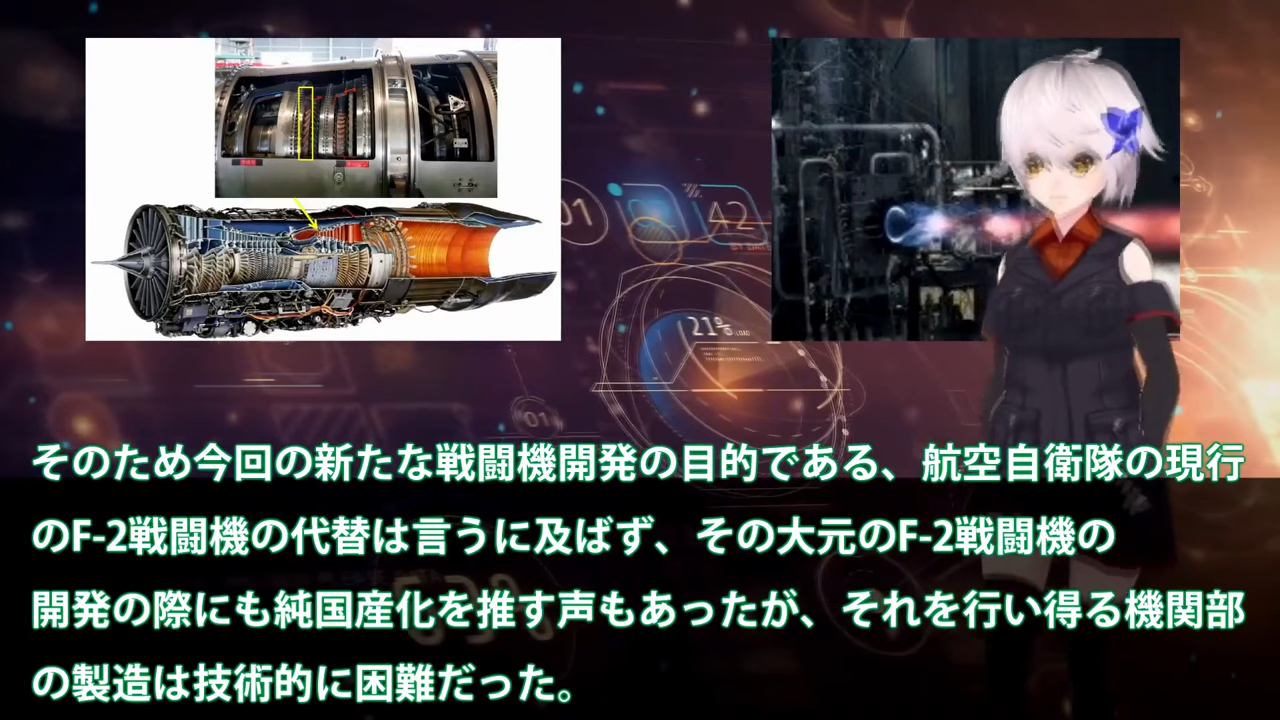 01
A2
21%
01
そのため今回の新たな戦闘機開発の目的である、航空自衛隊の現行
のF-2戦闘機の代替は言うに及ばず、その大元のF-2戦闘機の
開発の際にも純国産化を推す声もあったが、それを行い得る機関部
の製造は技術的に困難だった。